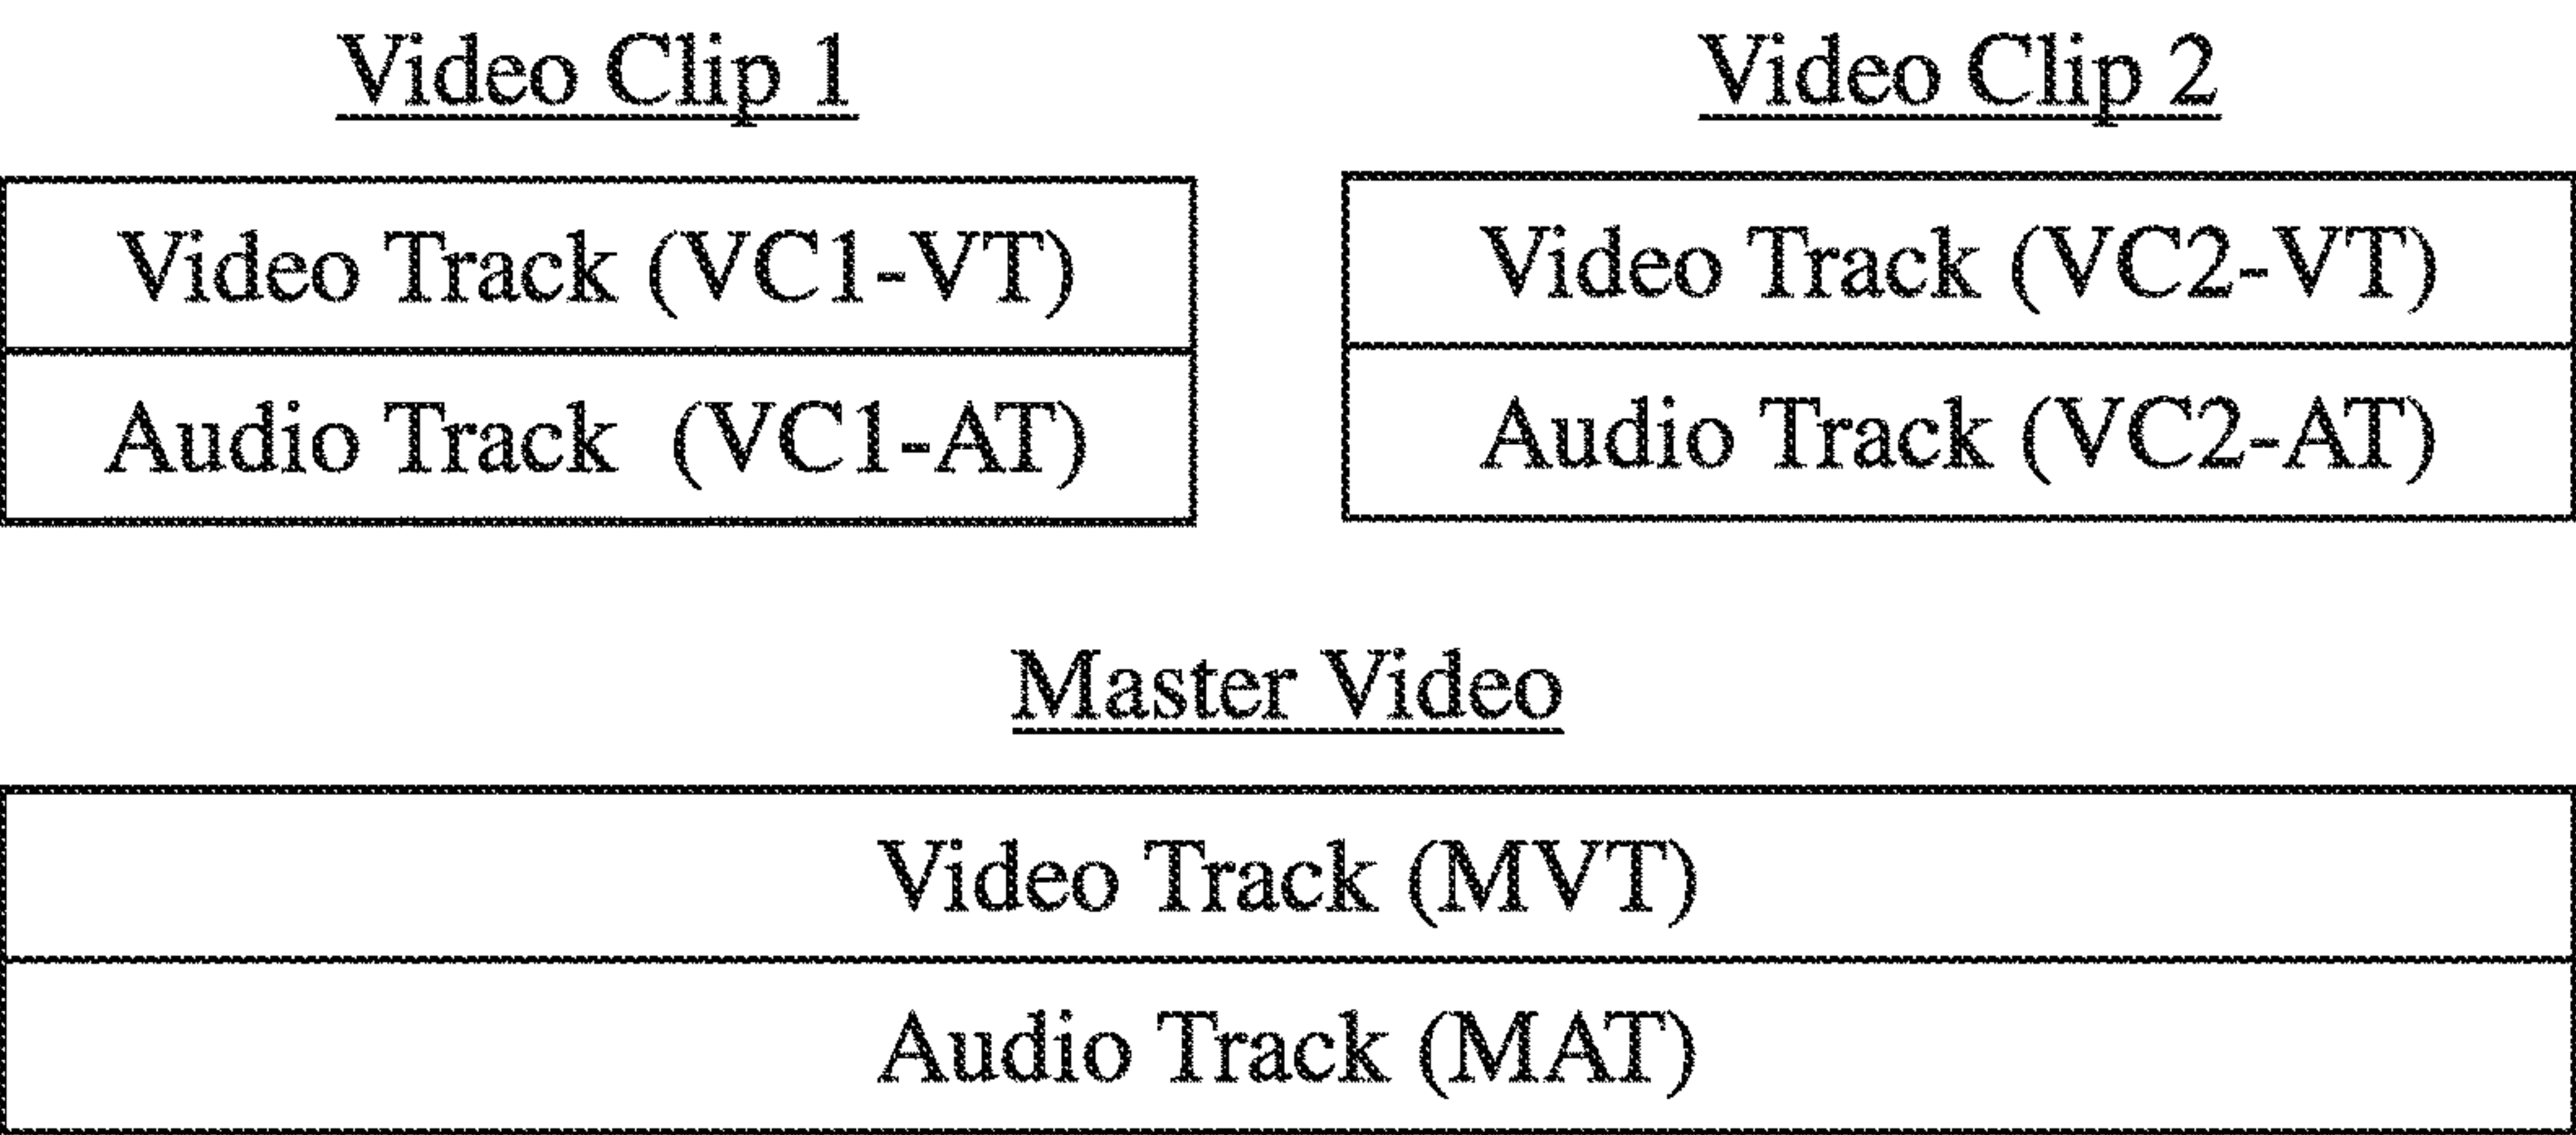 Video Clip 1
Video Clip 2
Video Track (VC1-VT)
Audio Track (VC1-AT)
Video Track (VC2-VT)
Audio Track (VC2-AT)
Master Video
Video Track (MVT)
Audio Track (MAT)